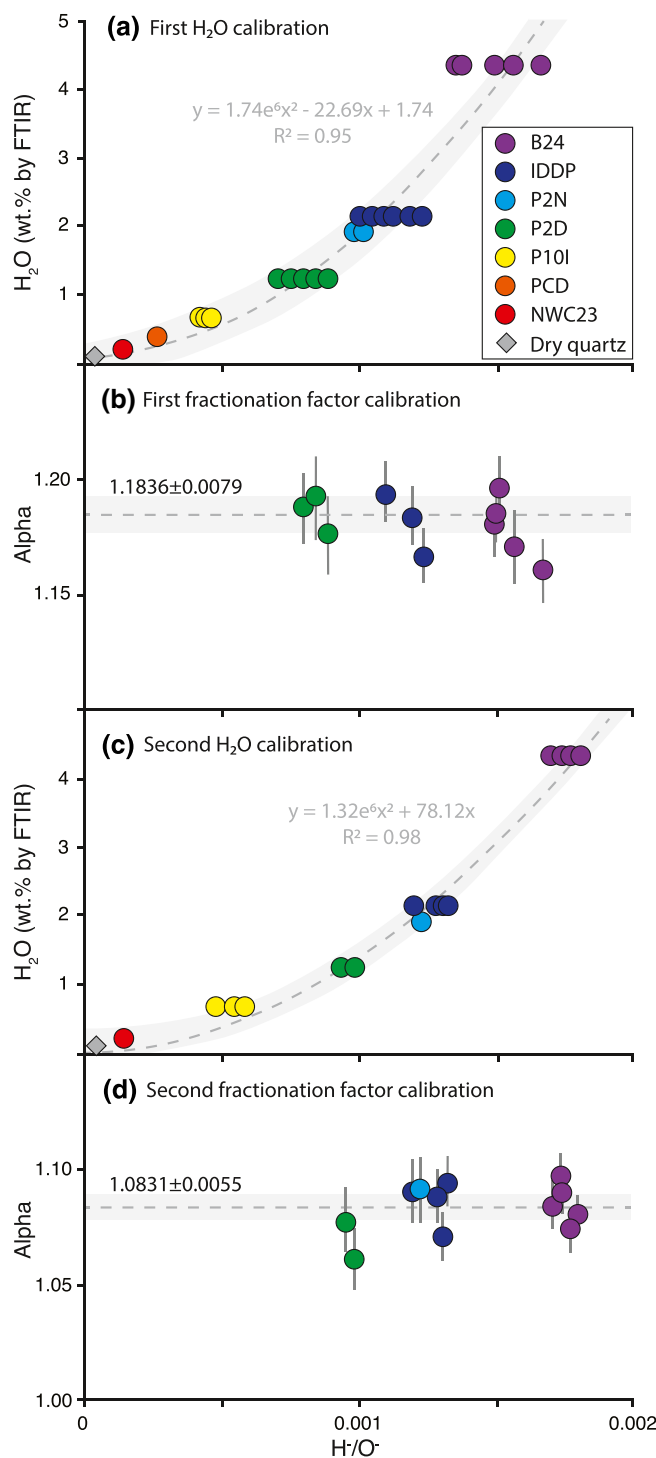 (a) First H₂O calibration
5
4
3
2
1
H₂O (wt.% by FTIR)
y = 1.74e⁶x² - 22.69x + 1.74
R² = 0.95
B24
IDDP
P2N
P2D
P10I
PCD
NWC23
Dry quartz
(b) First fractionation factor calibration
1.20
1.15
Alpha
1.1836±0.0079
(c) Second H₂O calibration
4
3
2
1
H₂O (wt.% by FTIR)
y = 1.32e⁶x² + 78.12x
R² = 0.98
(d) Second fractionation factor calibration
1.10
1.05
1.00
Alpha
1.0831±0.0055
0 0.001 0.002
H⁻/O⁻